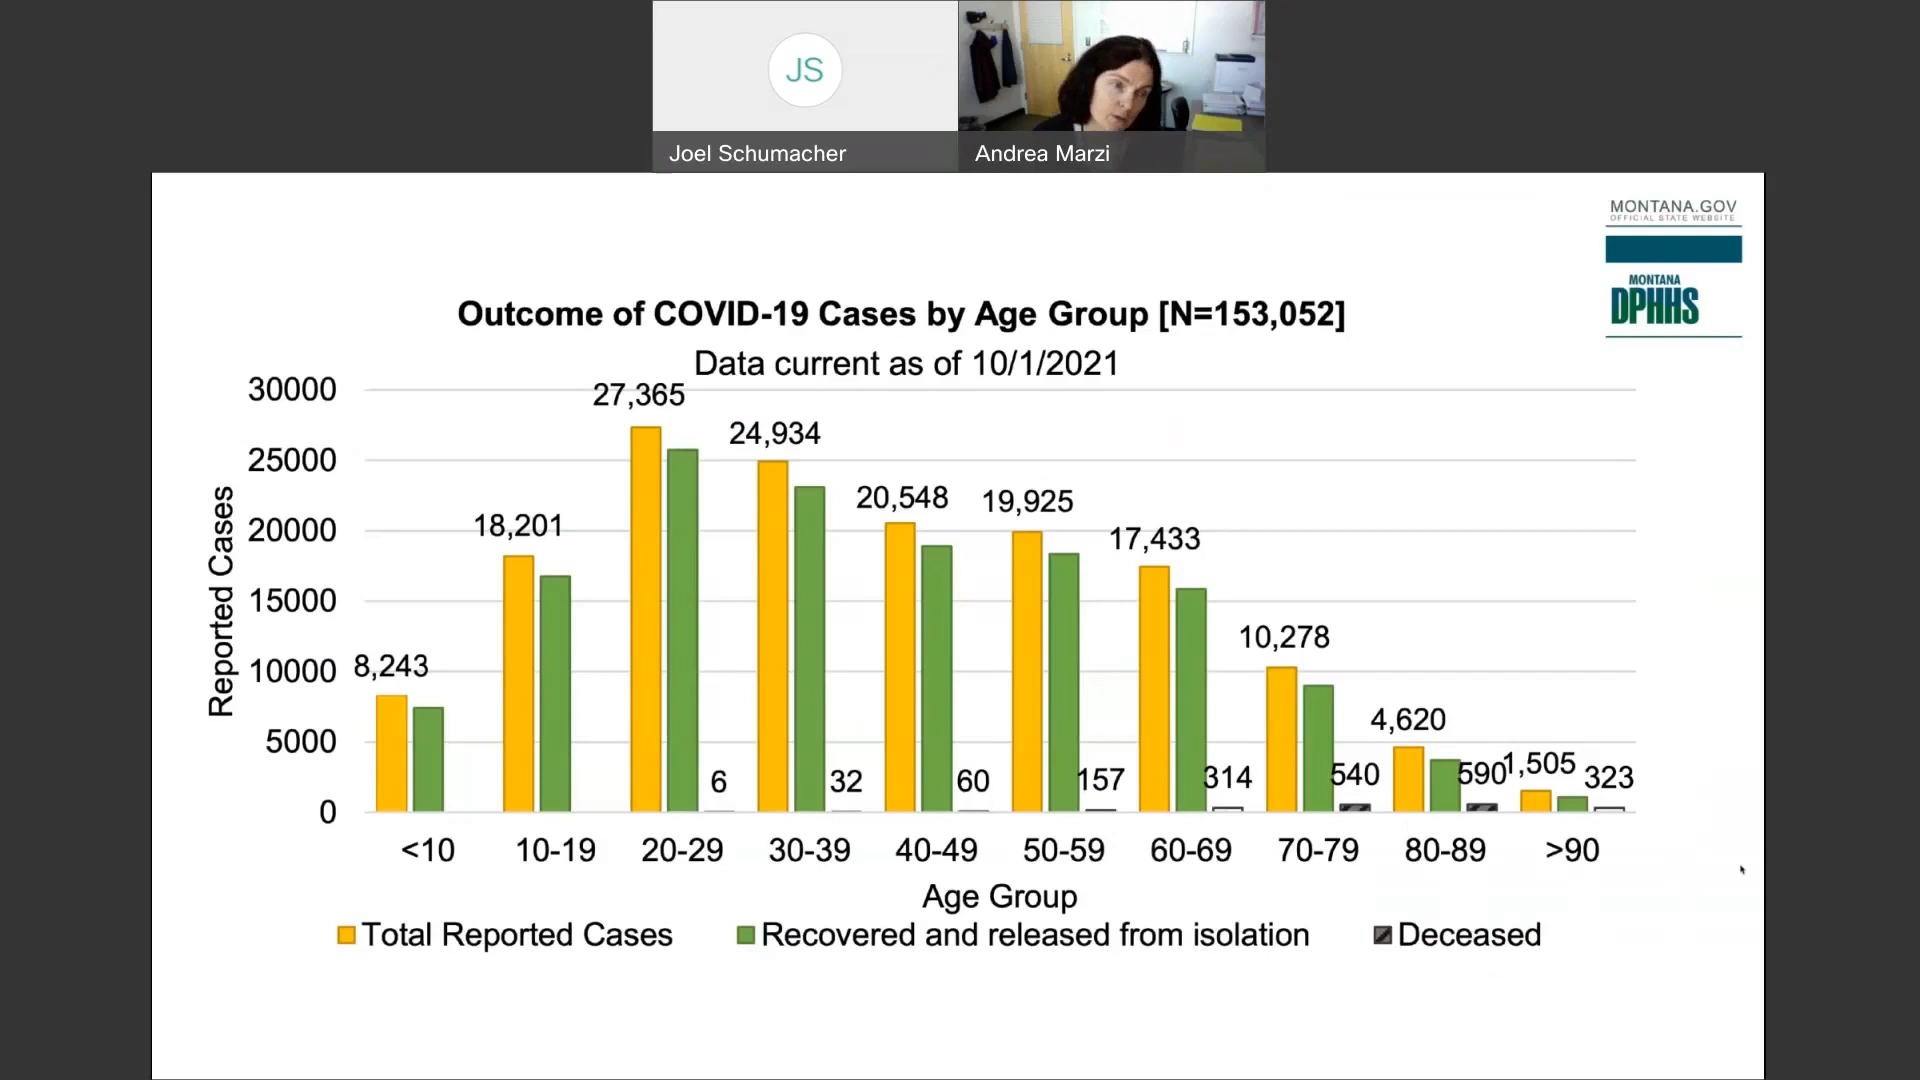 JS
Joel Schumacher
Andrea Marzi
MONTANA.GOV
OFFICIAL STATE WEBSITE
MONTANA
DPHHS
Outcome of COVID-19 Cases by Age Group [N=153,052]
Data current as of 10/1/2021
Reported Cases
30000
25000
20000
15000
10000
5000
0
8,243
18,201
27,365
6
24,934
32
20,548
60
19,925
157
17,433
314
10,278
540
4,620
590
1,505
323
<10 10-19 20-29 30-39 40-49 50-59 60-69 70-79 80-89 >90
Age Group
Total Reported Cases Recovered and released from isolation Deceased